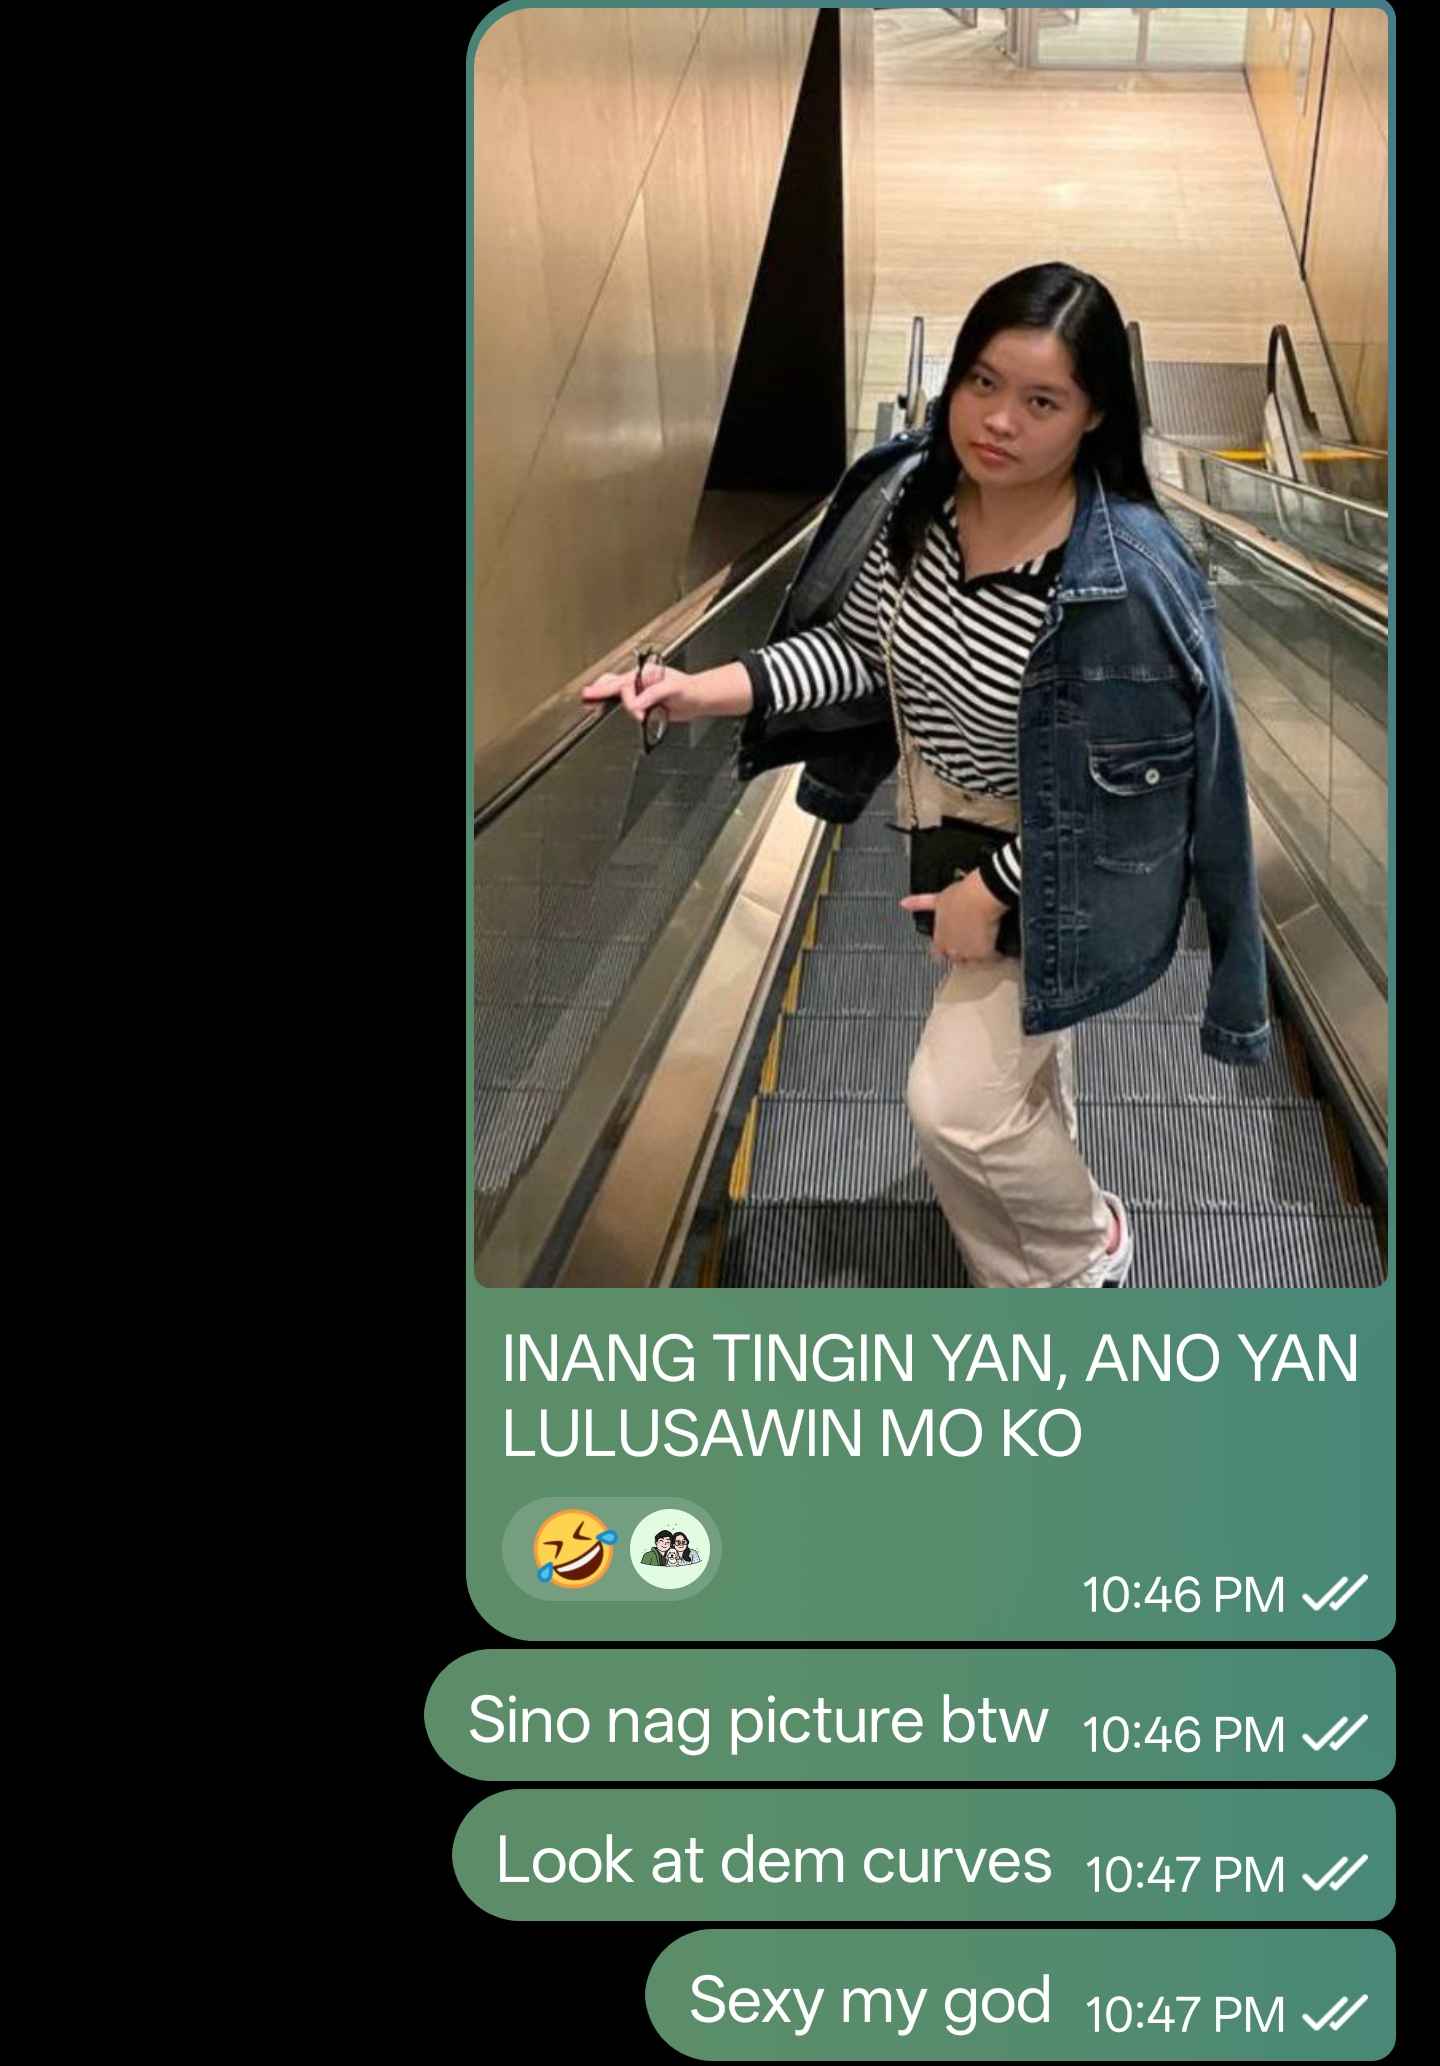 INANG TINGIN YAN, ANO YAN
LULUSAWIN MO KO
10:46 PM
Sino nag picture btw 10:46 PM
Look at dem curves 10:47 PM
Sexy my god 10:47 PM